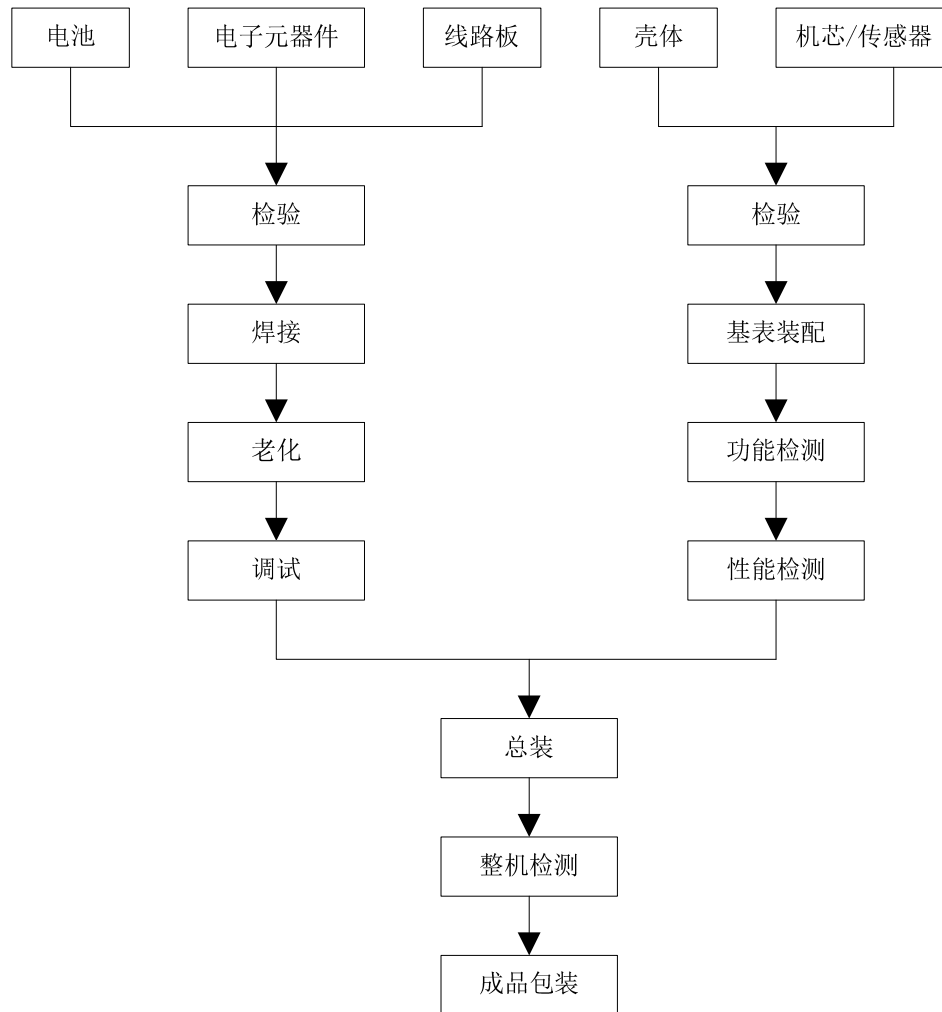 电池
电子元器件
线路板
壳体
机芯/传感器
检验
检验
焊接
基表装配
老化
功能检测
调试
性能检测
总装
整机检测
成品包装